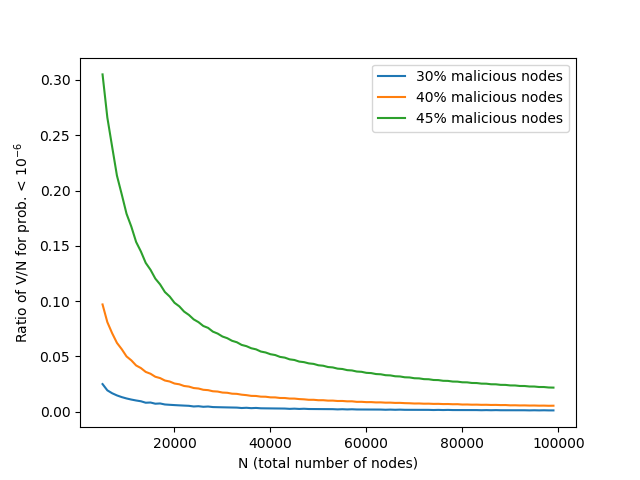 30% malicious nodes
40% malicious nodes
45% malicious nodes
Ratio of V/N for prob. < 10⁻⁶
0.30
0.25
0.20
0.15
0.10
0.05
0.00
20000 40000 60000 80000 100000
N (total number of nodes)